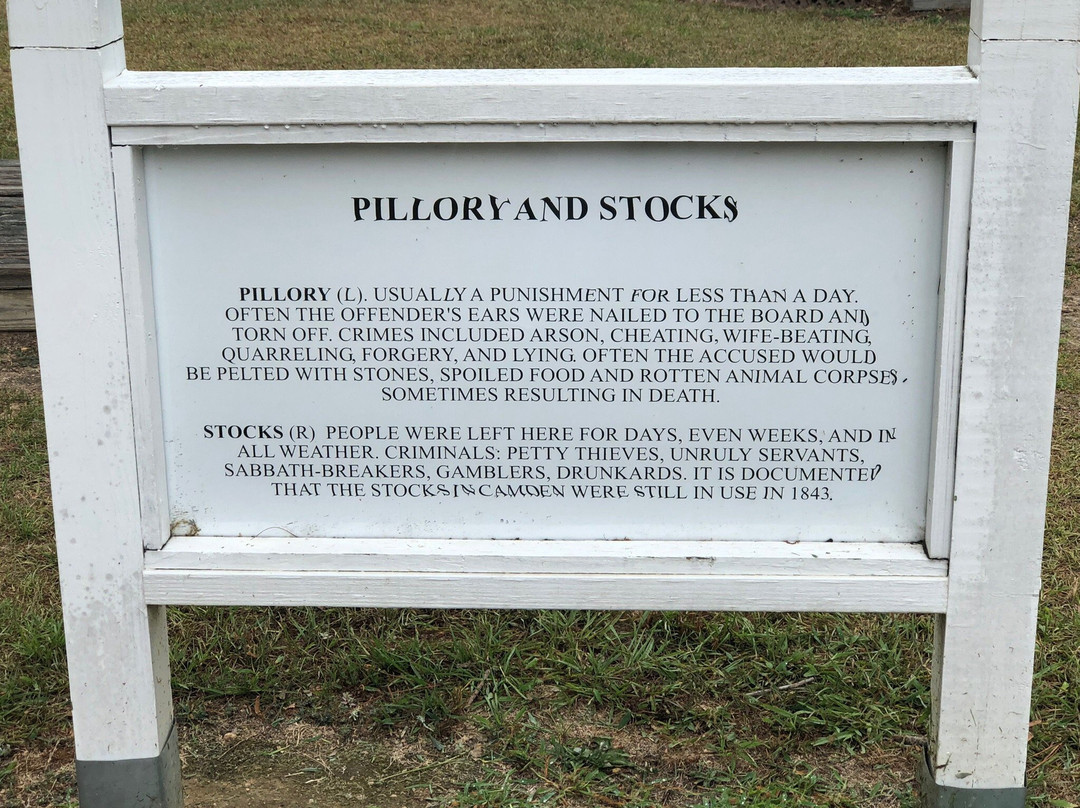 PILLORY AND STOCKS
PILLORY (L). USUALLY A PUNISHMENT FOR LESS THAN A DAY.
OFTEN THE OFFENDER'S EARS WERE NAILED TO THE BOARD AND
TORN OFF. CRIMES INCLUDED ARSON, CHEATING, WIFE-BEATING,
QUARRELING, FORGERY, AND LYING. OFTEN THE ACCUSED WOULD
BE PELTED WITH STONES, SPOILED FOOD AND ROTTEN ANIMAL CORPSES,
SOMETIMES RESULTING IN DEATH.
STOCKS (R) PEOPLE WERE LEFT HERE FOR DAYS, EVEN WEEKS, AND IN
ALL WEATHER. CRIMINALS: PETTY THIEVES, UNRULY SERVANTS,
SABBATH-BREAKERS, GAMBLERS, DRUNKARDS. IT IS DOCUMENTED
THAT THE STOCKS IN CAMDEN WERE STILL IN USE IN 1843.